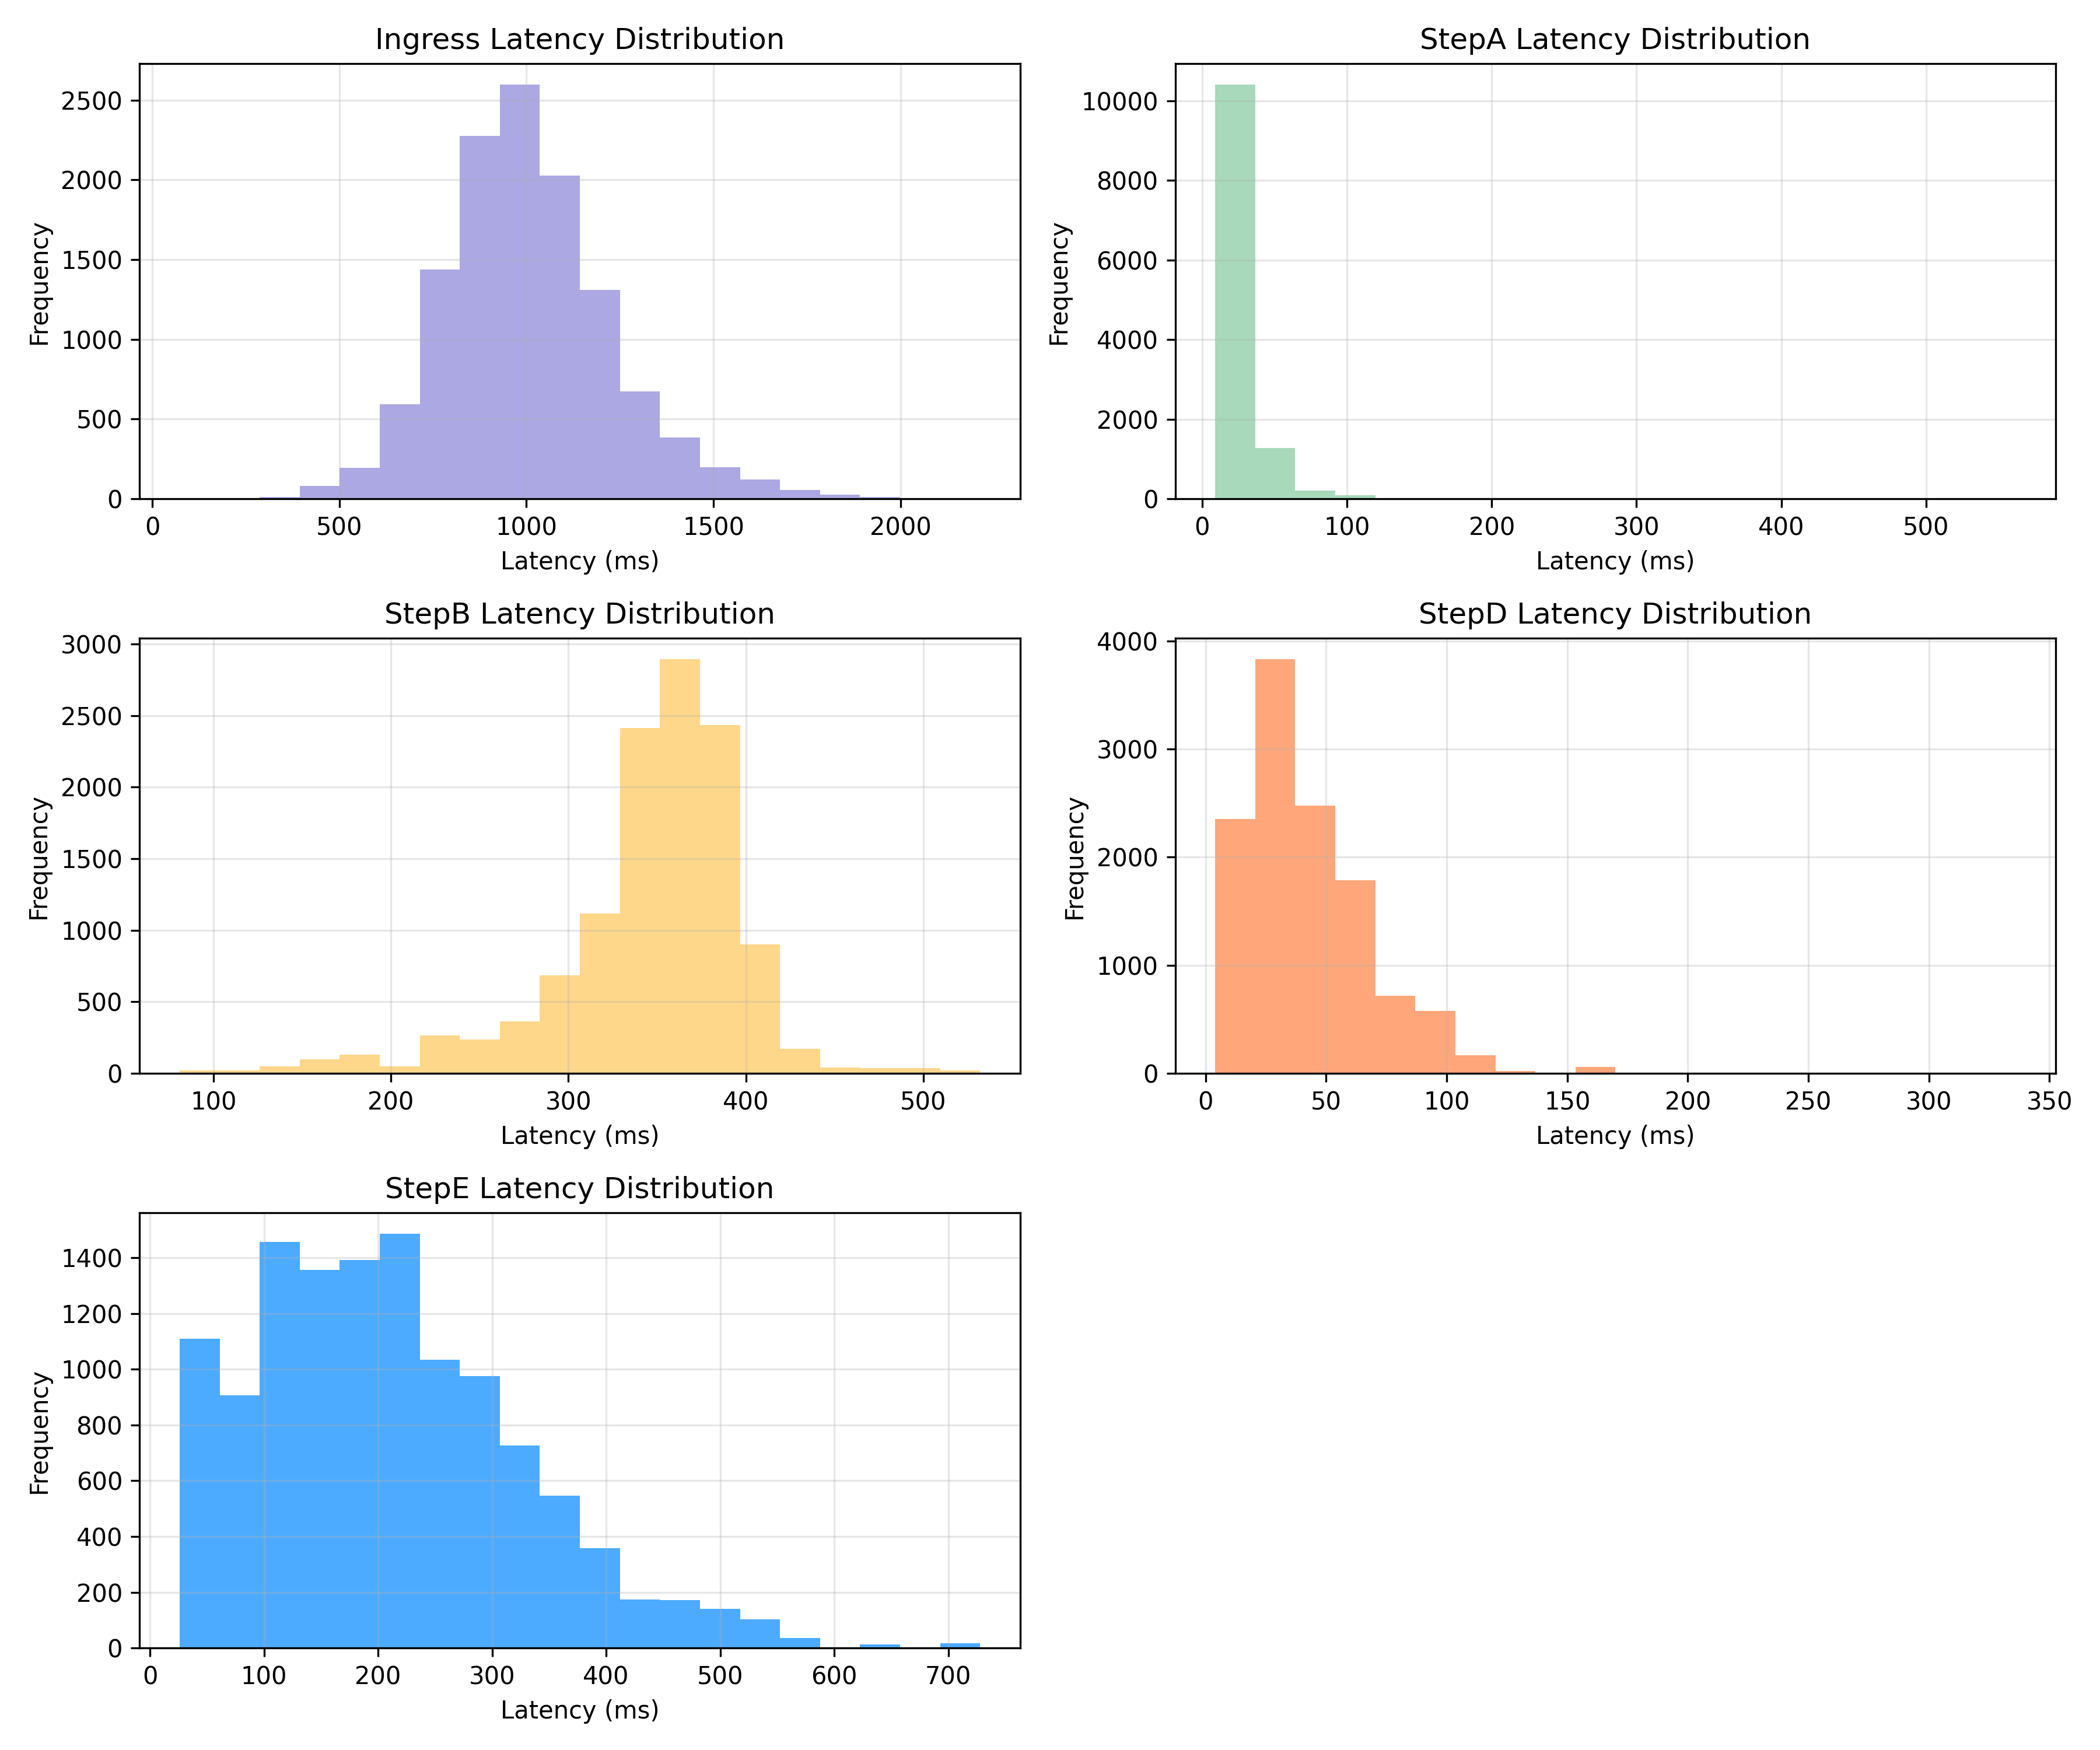 Ingress Latency Distribution
Frequency
2500
2000
1500
1000
500
0
0 500 1000 1500 2000
Latency (ms)
StepA Latency Distribution
Frequency
10000
8000
6000
4000
2000
0
0 100 200 300 400 500
Latency (ms)
StepB Latency Distribution
Frequency
3000
2500
2000
1500
1000
500
0
100 200 300 400 500
Latency (ms)
StepD Latency Distribution
Frequency
4000
3000
2000
1000
0
0 50 100 150 200 250 300 350
Latency (ms)
StepE Latency Distribution
Frequency
1400
1200
1000
800
600
400
200
0
0 100 200 300 400 500 600 700
Latency (ms)